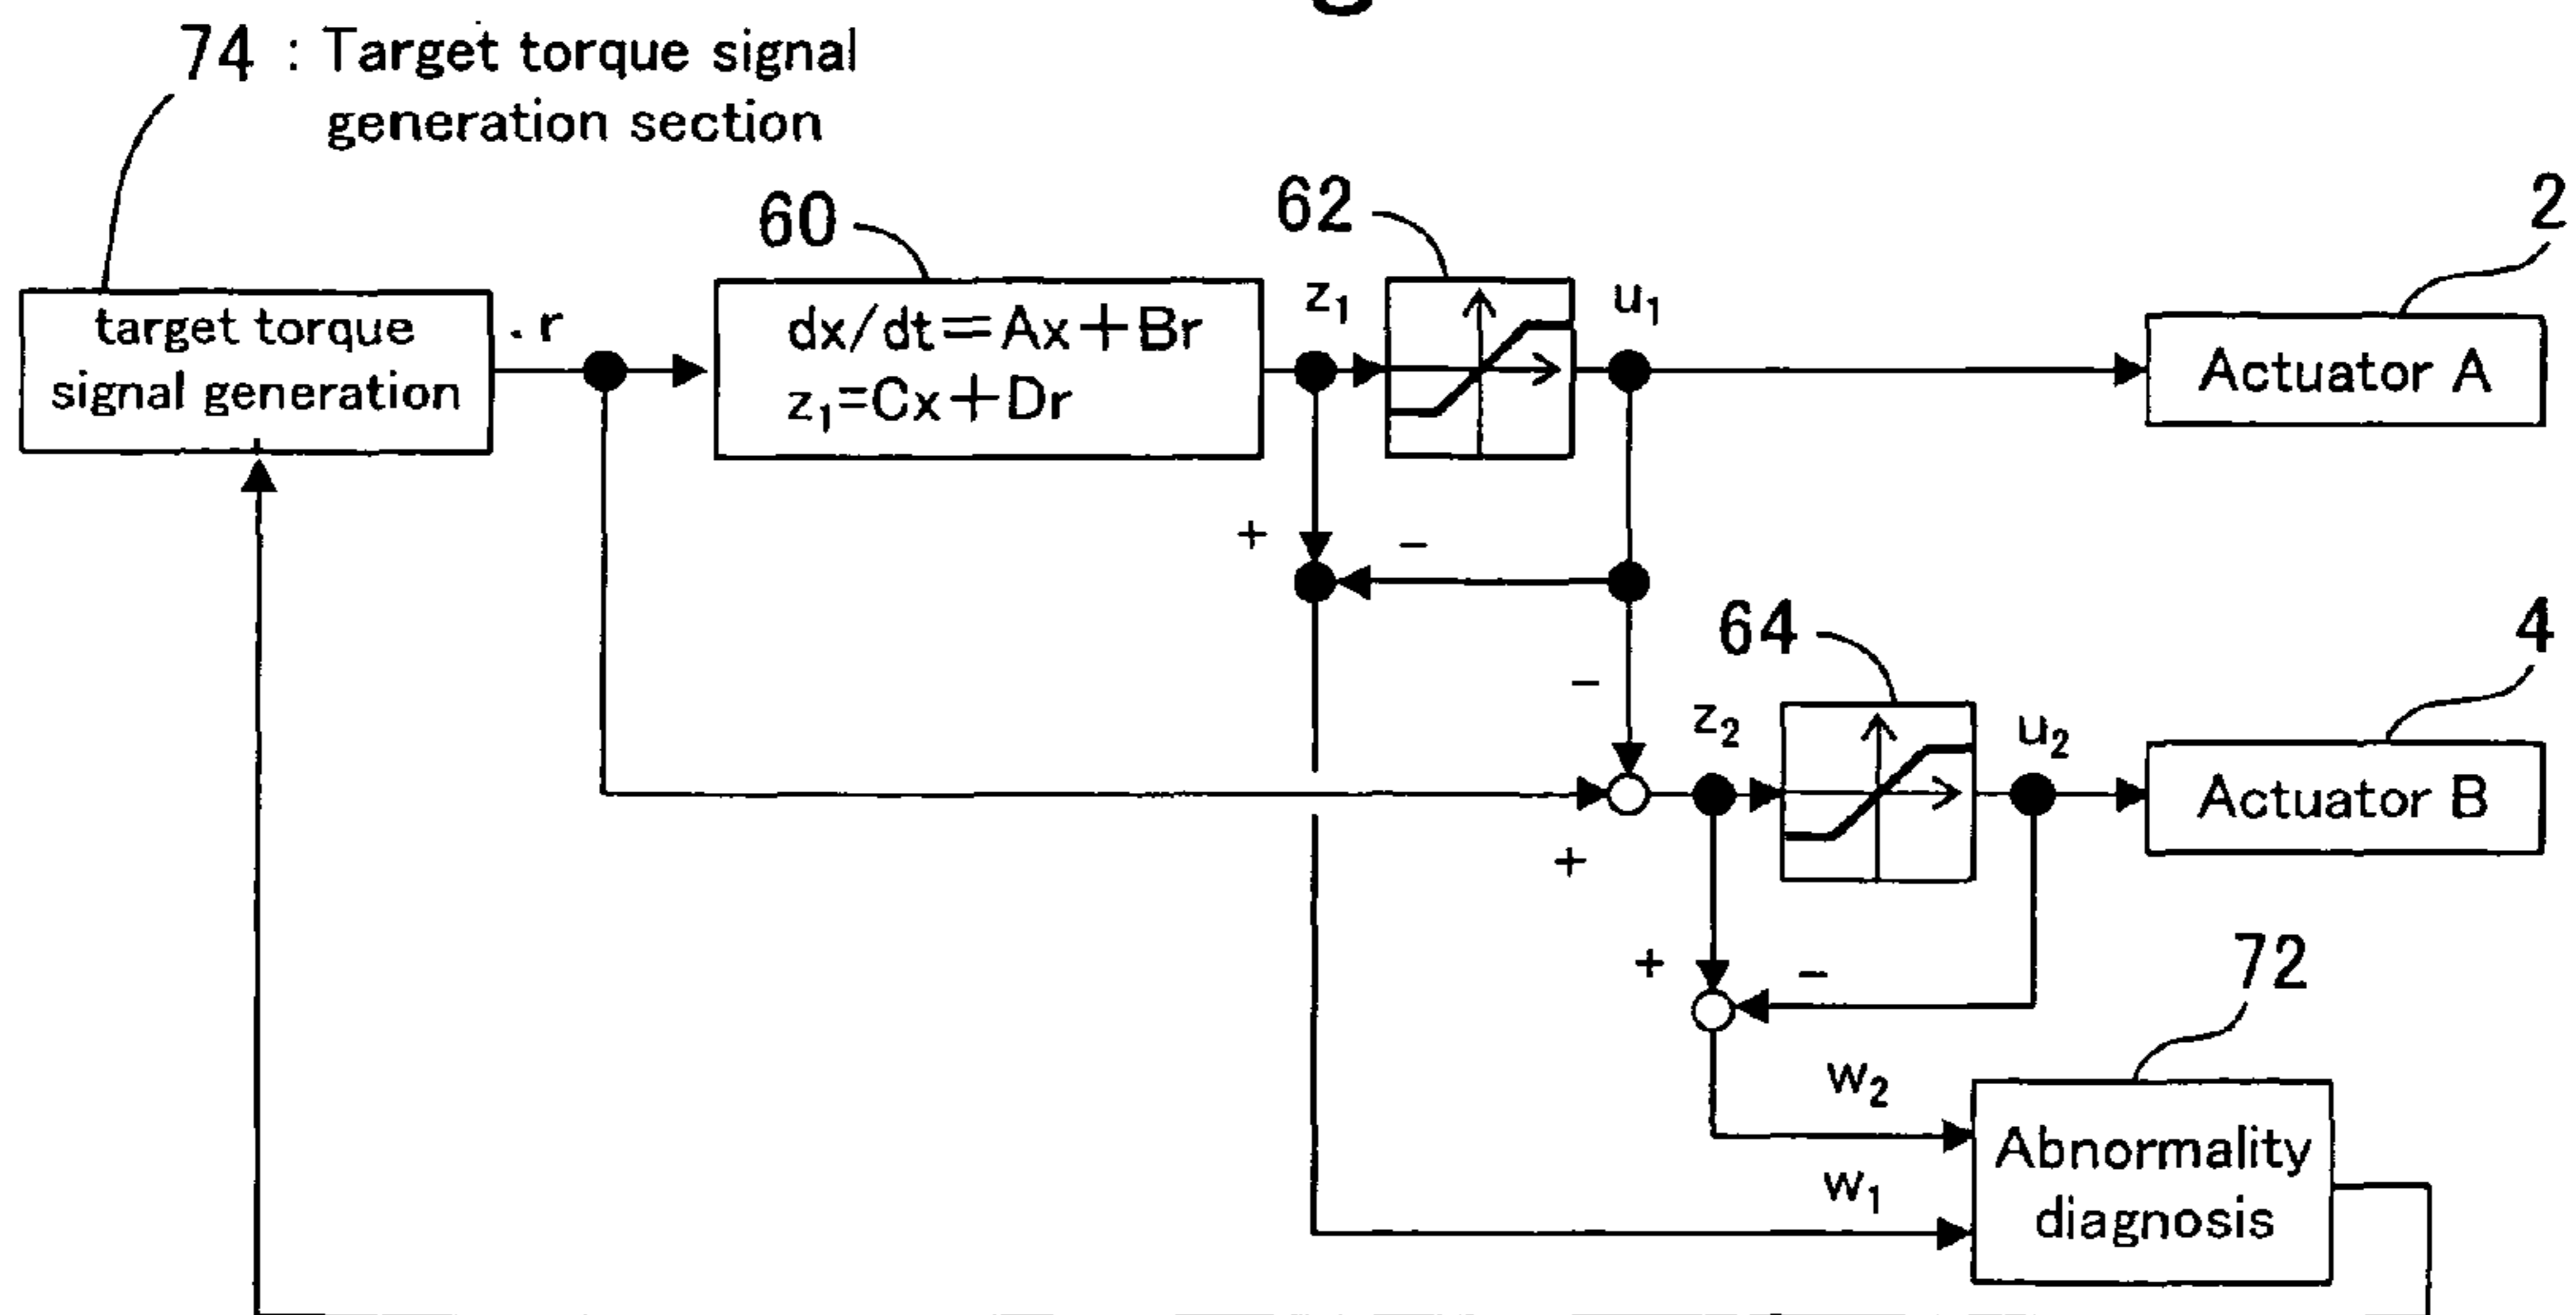 74 : Target torque signal
generation section
60
62
2
target torque
signal generation
. r
dx/dt=Ax+Br
z₁=Cx+Dr
z₁
u₁
Actuator A
+
−
64
4
−
z₂
u₂
Actuator B
+
+
−
72
w₂
w₁
Abnormality
diagnosis